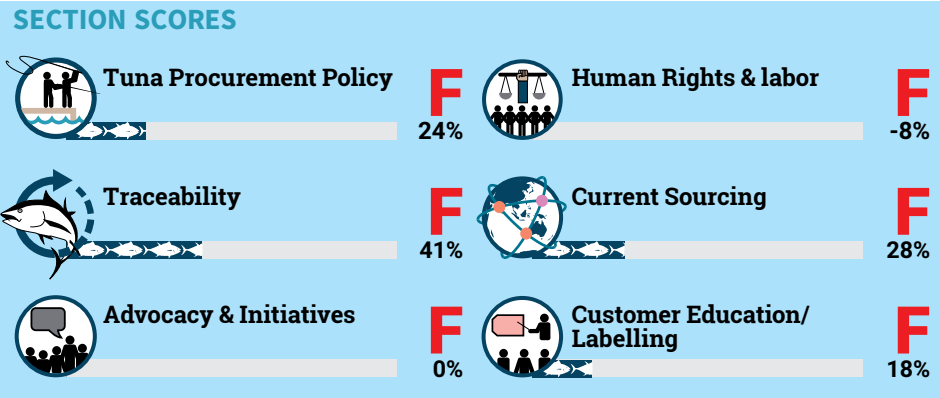 SECTION SCORES
Tuna Procurement Policy
F
24%
Human Rights & labor
F
-8%
Traceability
F
41%
Current Sourcing
F
28%
Advocacy & Initiatives
F
0%
Customer Education/
Labelling
F
18%